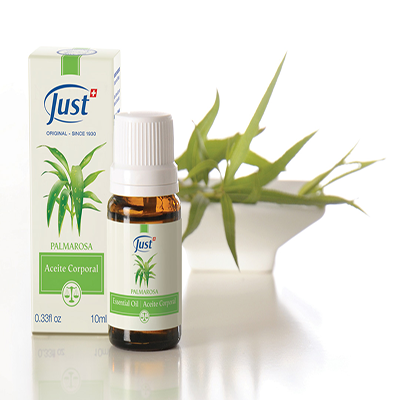 Just
ORIGINAL - SINCE 1930
PALMAROSA
Aceite Corporal
0.33fl oz 10ml
Just
PALMAROSA
Essential Oil | Aceite Corporal